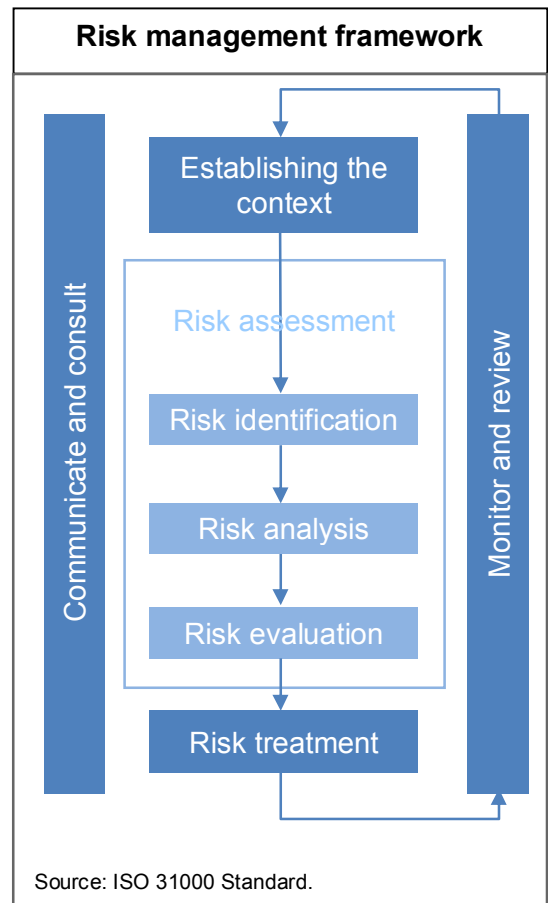 Risk management framework
Communicate and consult
Establishing the
context
Risk assessment
Risk identification
Risk analysis
Risk evaluation
Risk treatment
Monitor and review
Source: ISO 31000 Standard.